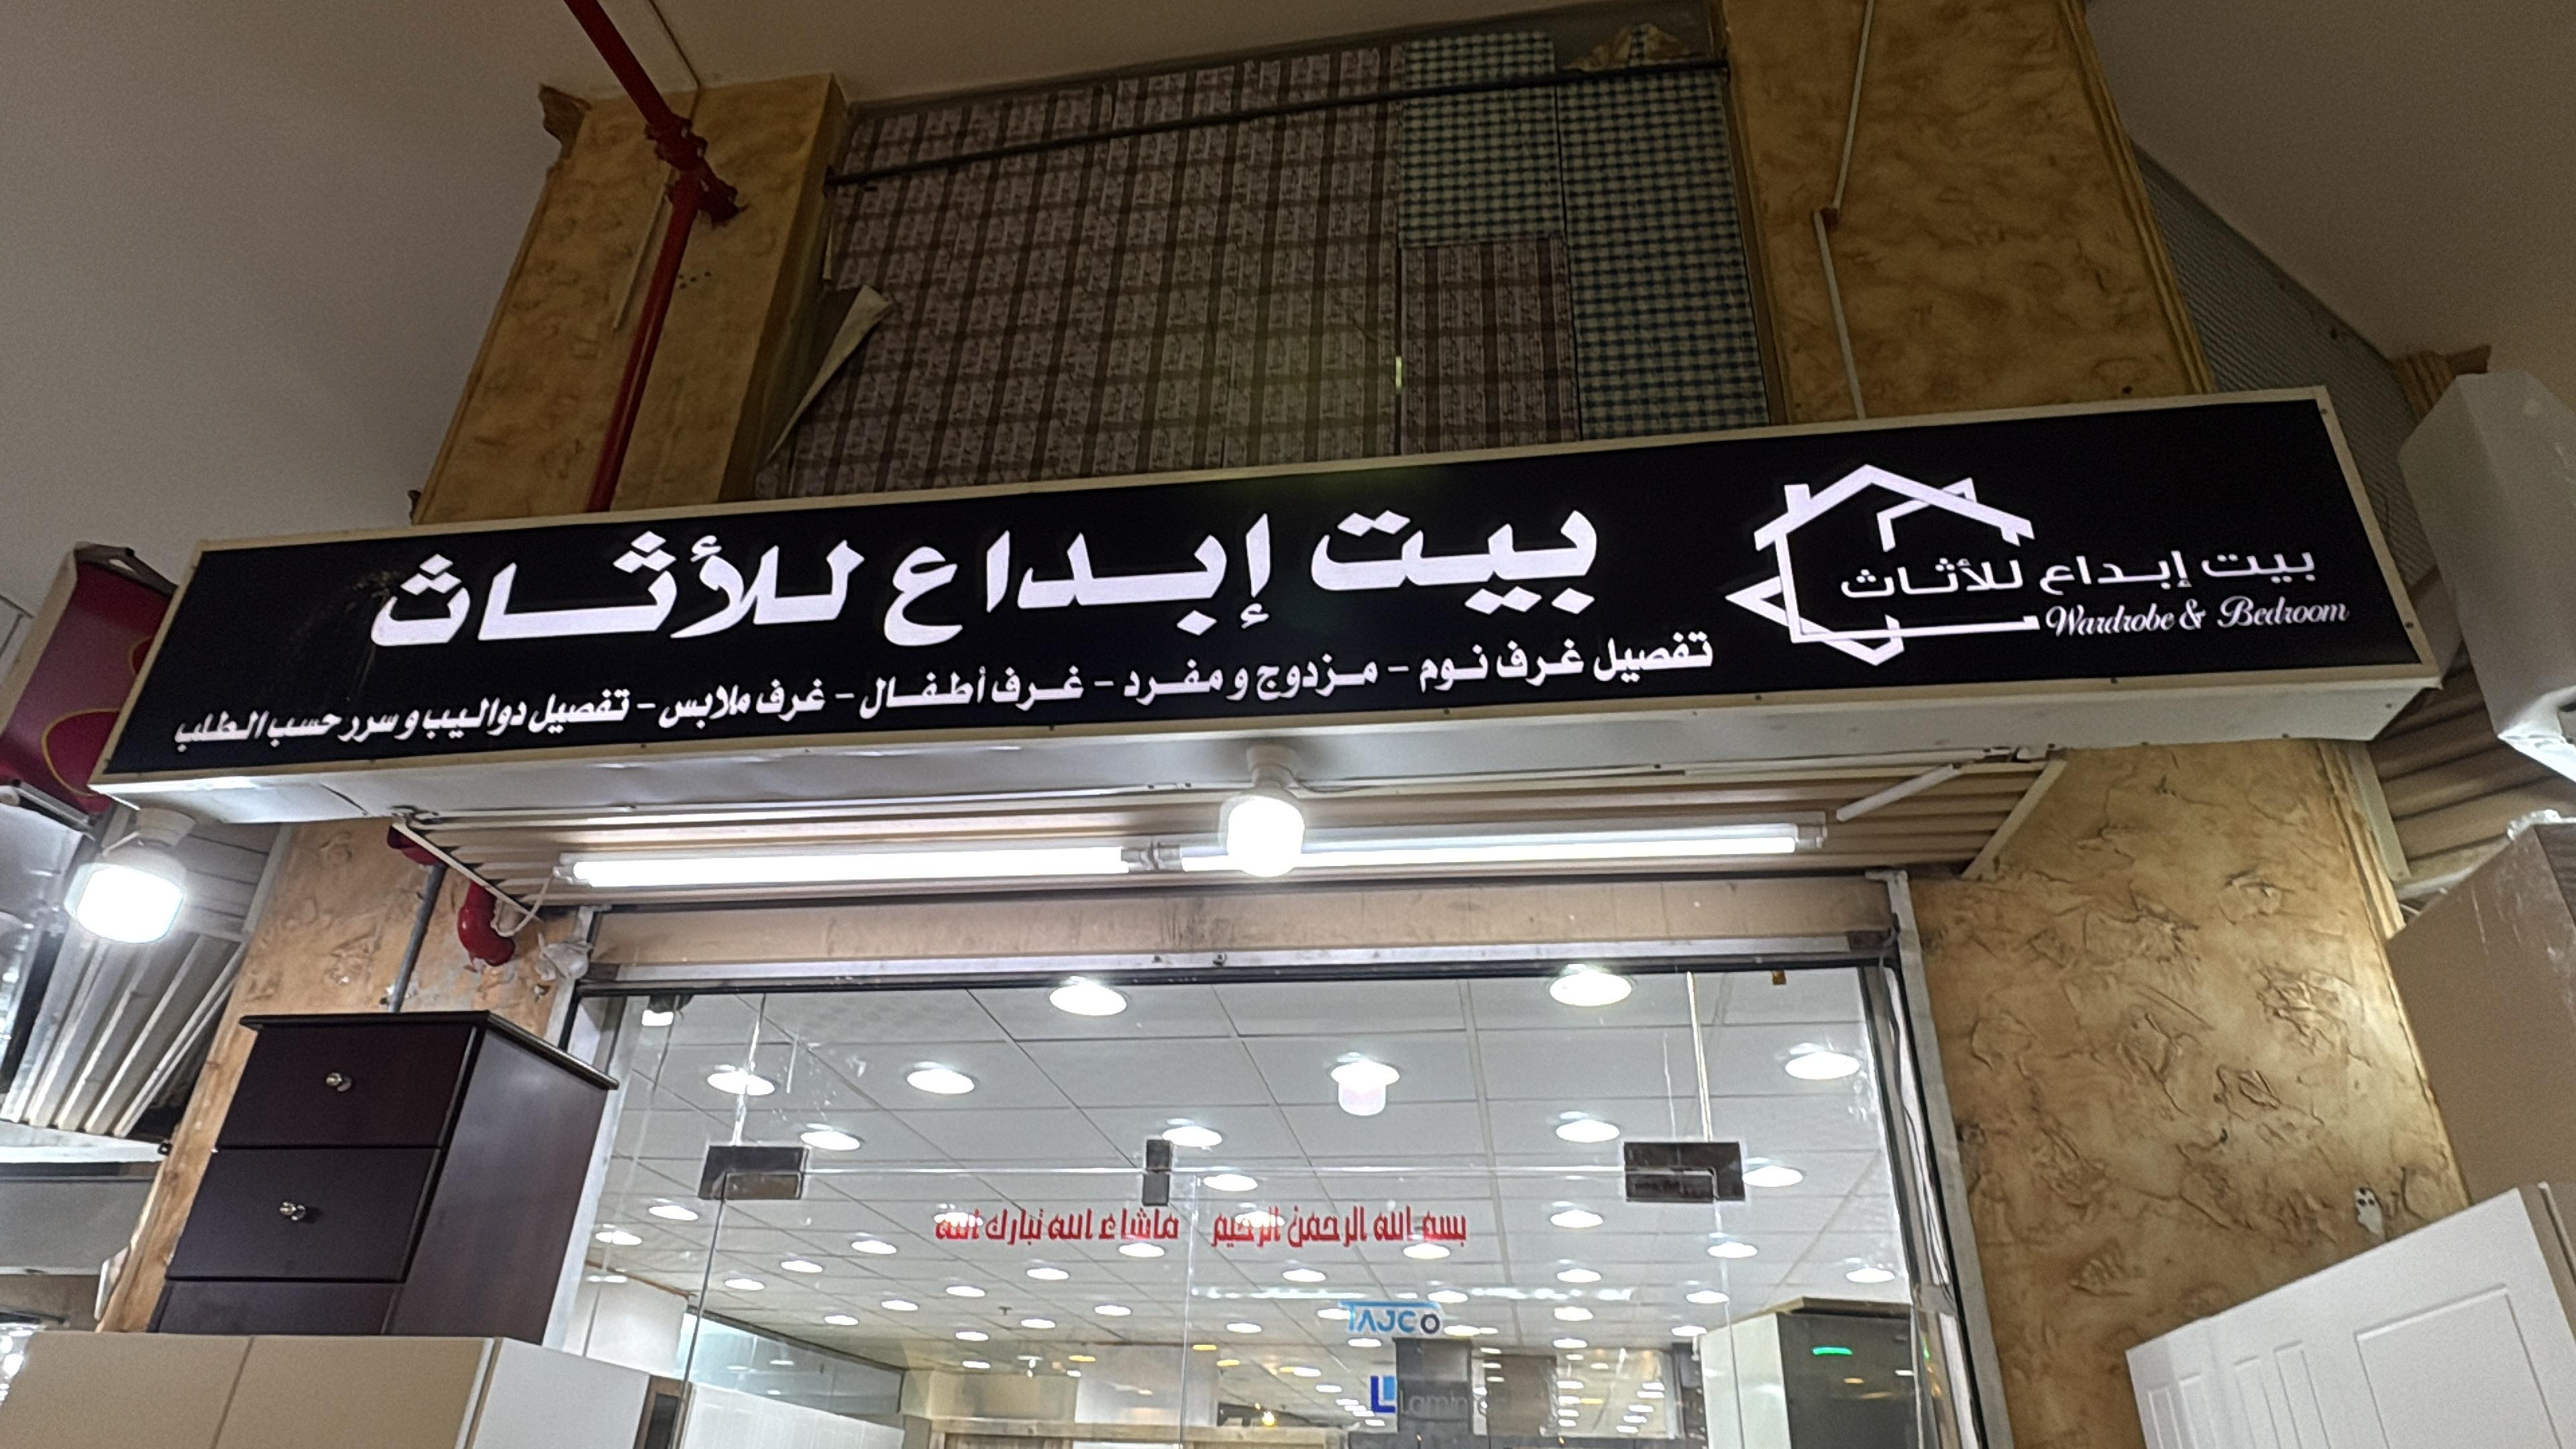 بيت إبداع للأثاث
بيت إبداع للأثاث
Wardrobe & Bedroom
تفصيل غرف نوم - مزدوج و مفرد - غرف أطفال - غرف ملابس - تفصيل دواليب و سرر حسب الطلب
بسم الله الرحمن الرحيم ماشاء الله تبارك الله
TAJCO